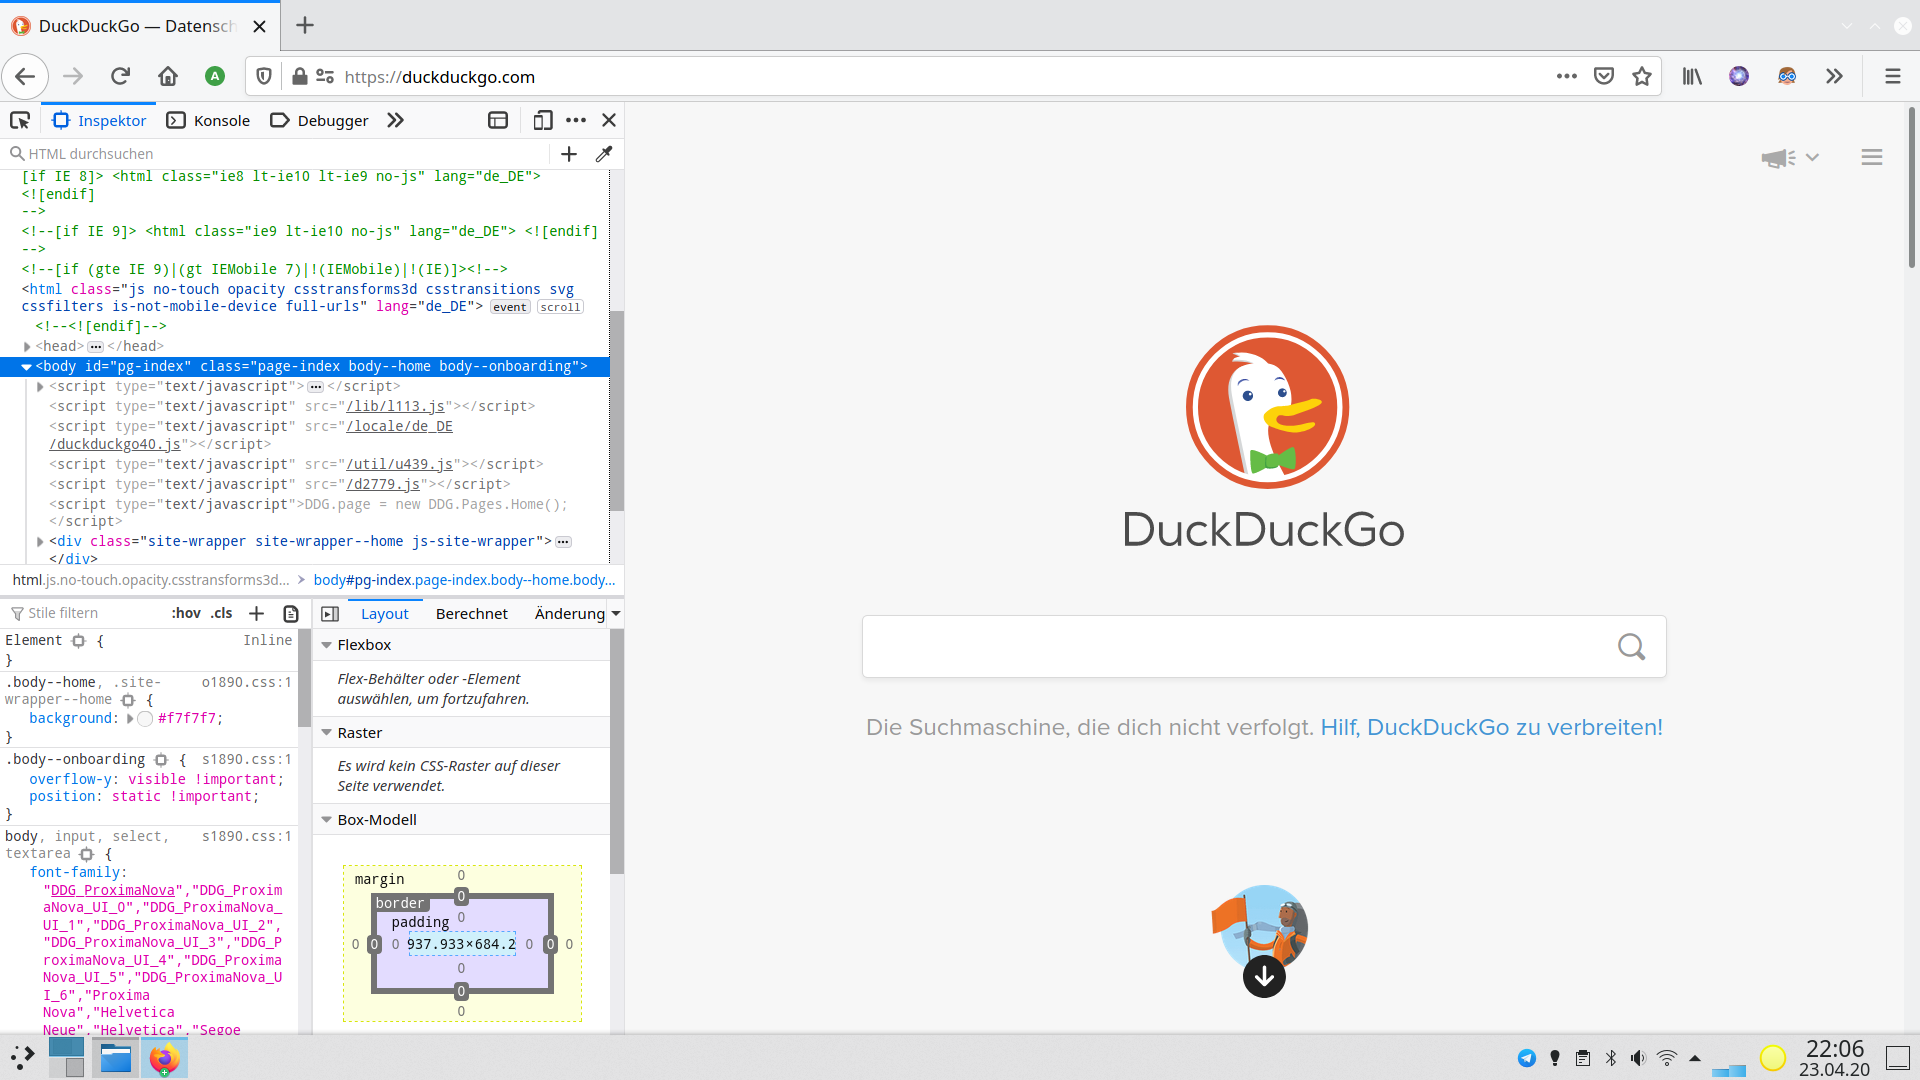 DuckDuckGo — Datensch
A
https://duckduckgo.com
Inspektor
Konsole
Debugger
HTML durchsuchen
[if IE 8]> <html class="ie8 lt-ie10 lt-ie9 no-js" lang="de_DE">
<![endif]
-->
<!--[if IE 9]> <html class="ie9 lt-ie10 no-js" lang="de_DE"> <![endif]
-->
<!--[if (gte IE 9)|(gt IEMobile 7)|!(IEMobile)|!(IE)]><!-->
<html class="js no-touch opacity csstransforms3d csstransitions svg
cssfilters is-not-mobile-device full-urls" lang="de_DE"> event scroll
<!--<![endif]-->
<head>···</head>
<body id="pg-index" class="page-index body--home body--onboarding">
<script type="text/javascript">···</script>
<script type="text/javascript" src="/lib/l113.js"></script>
<script type="text/javascript" src="/locale/de_DE
/duckduckgo40.js"></script>
<script type="text/javascript" src="/util/u439.js"></script>
<script type="text/javascript" src="/d2779.js"></script>
<script type="text/javascript">DDG.page = new DDG.Pages.Home();
</script>
<div class="site-wrapper site-wrapper--home js-site-wrapper">···
</div>
html.js.no-touch.opacity.csstransforms3d... > body#pg-index.page-index.body--home.body...
Stile filtern
:hov .cls
Element {
Inline
}
.body--home, .site-
o1890.css:1
wrapper--home {
background: #f7f7f7;
}
.body--onboarding {
s1890.css:1
overflow-y: visible !important;
position: static !important;
}
body, input, select,
s1890.css:1
textarea {
font-family:
"DDG_ProximaNova","DDG_Proxim
aNova_UI_0","DDG_ProximaNova_
UI_1","DDG_ProximaNova_UI_2",
"DDG_ProximaNova_UI_3","DDG_P
roximaNova_UI_4","DDG_Proxima
Nova_UI_5","DDG_ProximaNova_U
I_6","Proxima
Nova","Helvetica
Neue","Helvetica","Segoe
Layout
Berechnet
Änderung
Flexbox
Flex-Behälter oder -Element
auswählen, um fortzufahren.
Raster
Es wird kein CSS-Raster auf dieser
Seite verwendet.
Box-Modell
margin 0
border 0
padding 0
0 0 0 937.933×684.2 0 0 0
0
0
0
DuckDuckGo
Die Suchmaschine, die dich nicht verfolgt. Hilf, DuckDuckGo zu verbreiten!
22:06
23.04.20